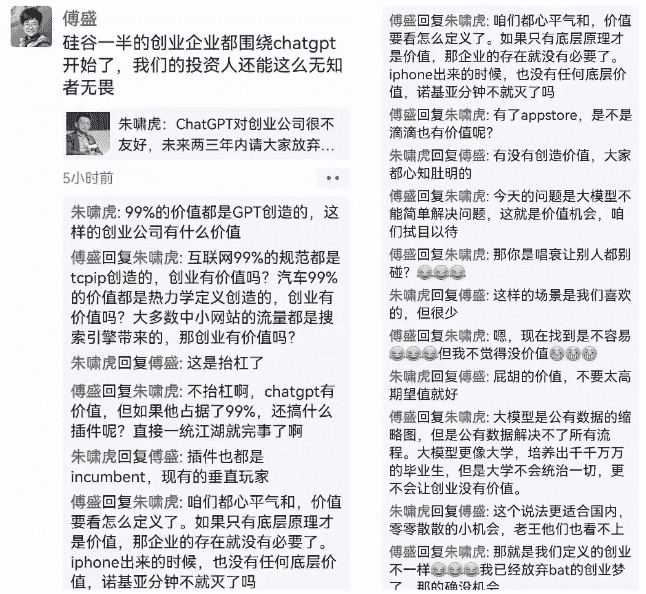 傅盛
硅谷一半的创业企业都围绕chatgpt
开始了，我们的投资人还能这么无知
者无畏
朱啸虎：ChatGPT对创业公司很不
友好，未来两三年内请大家放弃...
5小时前
朱啸虎: 99%的价值都是GPT创造的，这
样的创业公司有什么价值
傅盛回复朱啸虎: 互联网99%的规范都是
tcpip创造的，创业有价值吗？汽车99%
的价值都是热力学定义创造的，创业有
价值吗？大多数中小网站的流量都是搜
索引擎带来的，那创业有价值吗？
朱啸虎回复傅盛: 这是抬杠了
傅盛回复朱啸虎: 不抬杠啊，chatgpt有
价值，但如果他占据了99%，还搞什么
插件呢？直接一统江湖就完事了啊
朱啸虎回复傅盛: 插件也都是
incumbent，现有的垂直玩家
傅盛回复朱啸虎: 咱们都心平气和，价值
要看怎么定义了。如果只有底层原理才
是价值，那企业的存在就没有必要了。
iphone出来的时候，也没有任何底层价
值，诺基亚分钟不就灭了吗
傅盛回复朱啸虎: 咱们都心平气和，价值
要看怎么定义了。如果只有底层原理才
是价值，那企业的存在就没有必要了。
iphone出来的时候，也没有任何底层价
值，诺基亚分钟不就灭了吗
傅盛回复朱啸虎: 有了appstore，是不是
滴滴也有价值呢？
朱啸虎回复傅盛: 有没有创造价值，大家
都心知肚明的
傅盛回复朱啸虎: 今天的问题是大模型不
能简单解决问题，这就是价值机会，咱
们拭目以待
傅盛回复朱啸虎: 那你是唱衰让别人都别
碰？😂😂😂
朱啸虎回复傅盛: 这样的场景是我们喜欢
的，但很少
傅盛回复朱啸虎: 嗯，现在找到是不容易
😂😂😂但我不觉得没价值😂😂😂
朱啸虎回复傅盛: 屁胡的价值，不要太高
期望值就好
傅盛回复朱啸虎: 大模型是公有数据的缩
略图，但是公有数据解决不了所有流
程。大模型更像大学，培养出千千万万
的毕业生，但是大学不会统治一切，更
不会让创业没有价值。
朱啸虎回复傅盛: 这个说法更适合国内，
零零散散的小机会，老王他们也看不上
傅盛回复朱啸虎: 那就是我们定义的创业
不一样😂😂😂我已经放弃bat的创业梦
了，那的确没机会